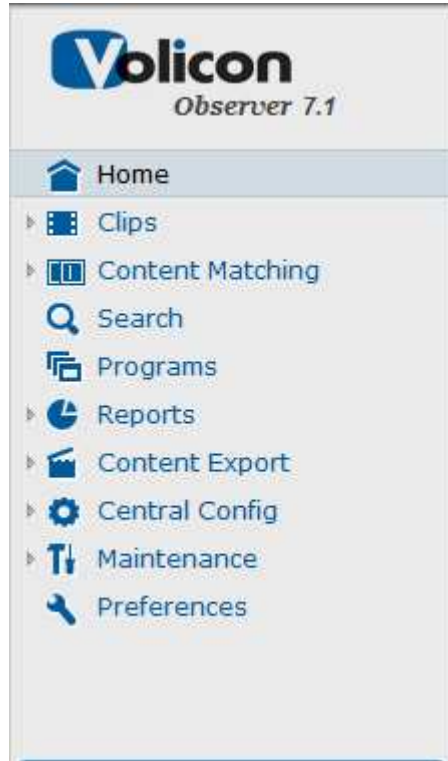 Volicon
Observer 7.1
Home
Clips
Content Matching
Search
Programs
Reports
Content Export
Central Config
Maintenance
Preferences